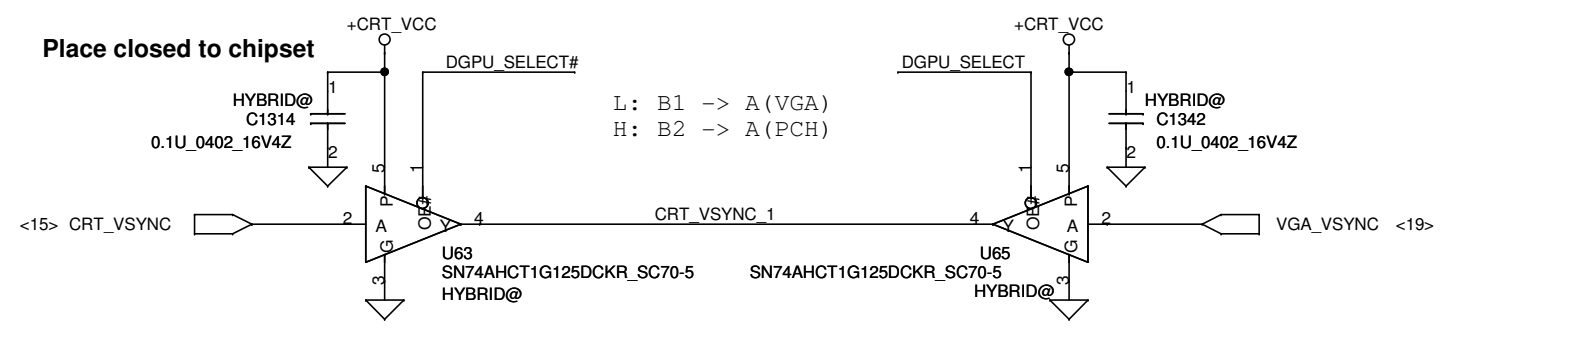 Place closed to chipset
+CRT_VCC
DGPU_SELECT#
1
HYBRID@
C1314
0.1U_0402_16V4Z
2
5
1
P
OE#
<15> CRT_VSYNC
2
A
Y
4
G
3
U63
SN74AHCT1G125DCKR_SC70-5
HYBRID@
L: B1 -> A(VGA)
H: B2 -> A(PCH)
CRT_VSYNC_1
+CRT_VCC
DGPU_SELECT
1
HYBRID@
C1342
0.1U_0402_16V4Z
2
1
5
OE#
P
4
Y
A
2
VGA_VSYNC <19>
G
3
U65
SN74AHCT1G125DCKR_SC70-5
HYBRID@